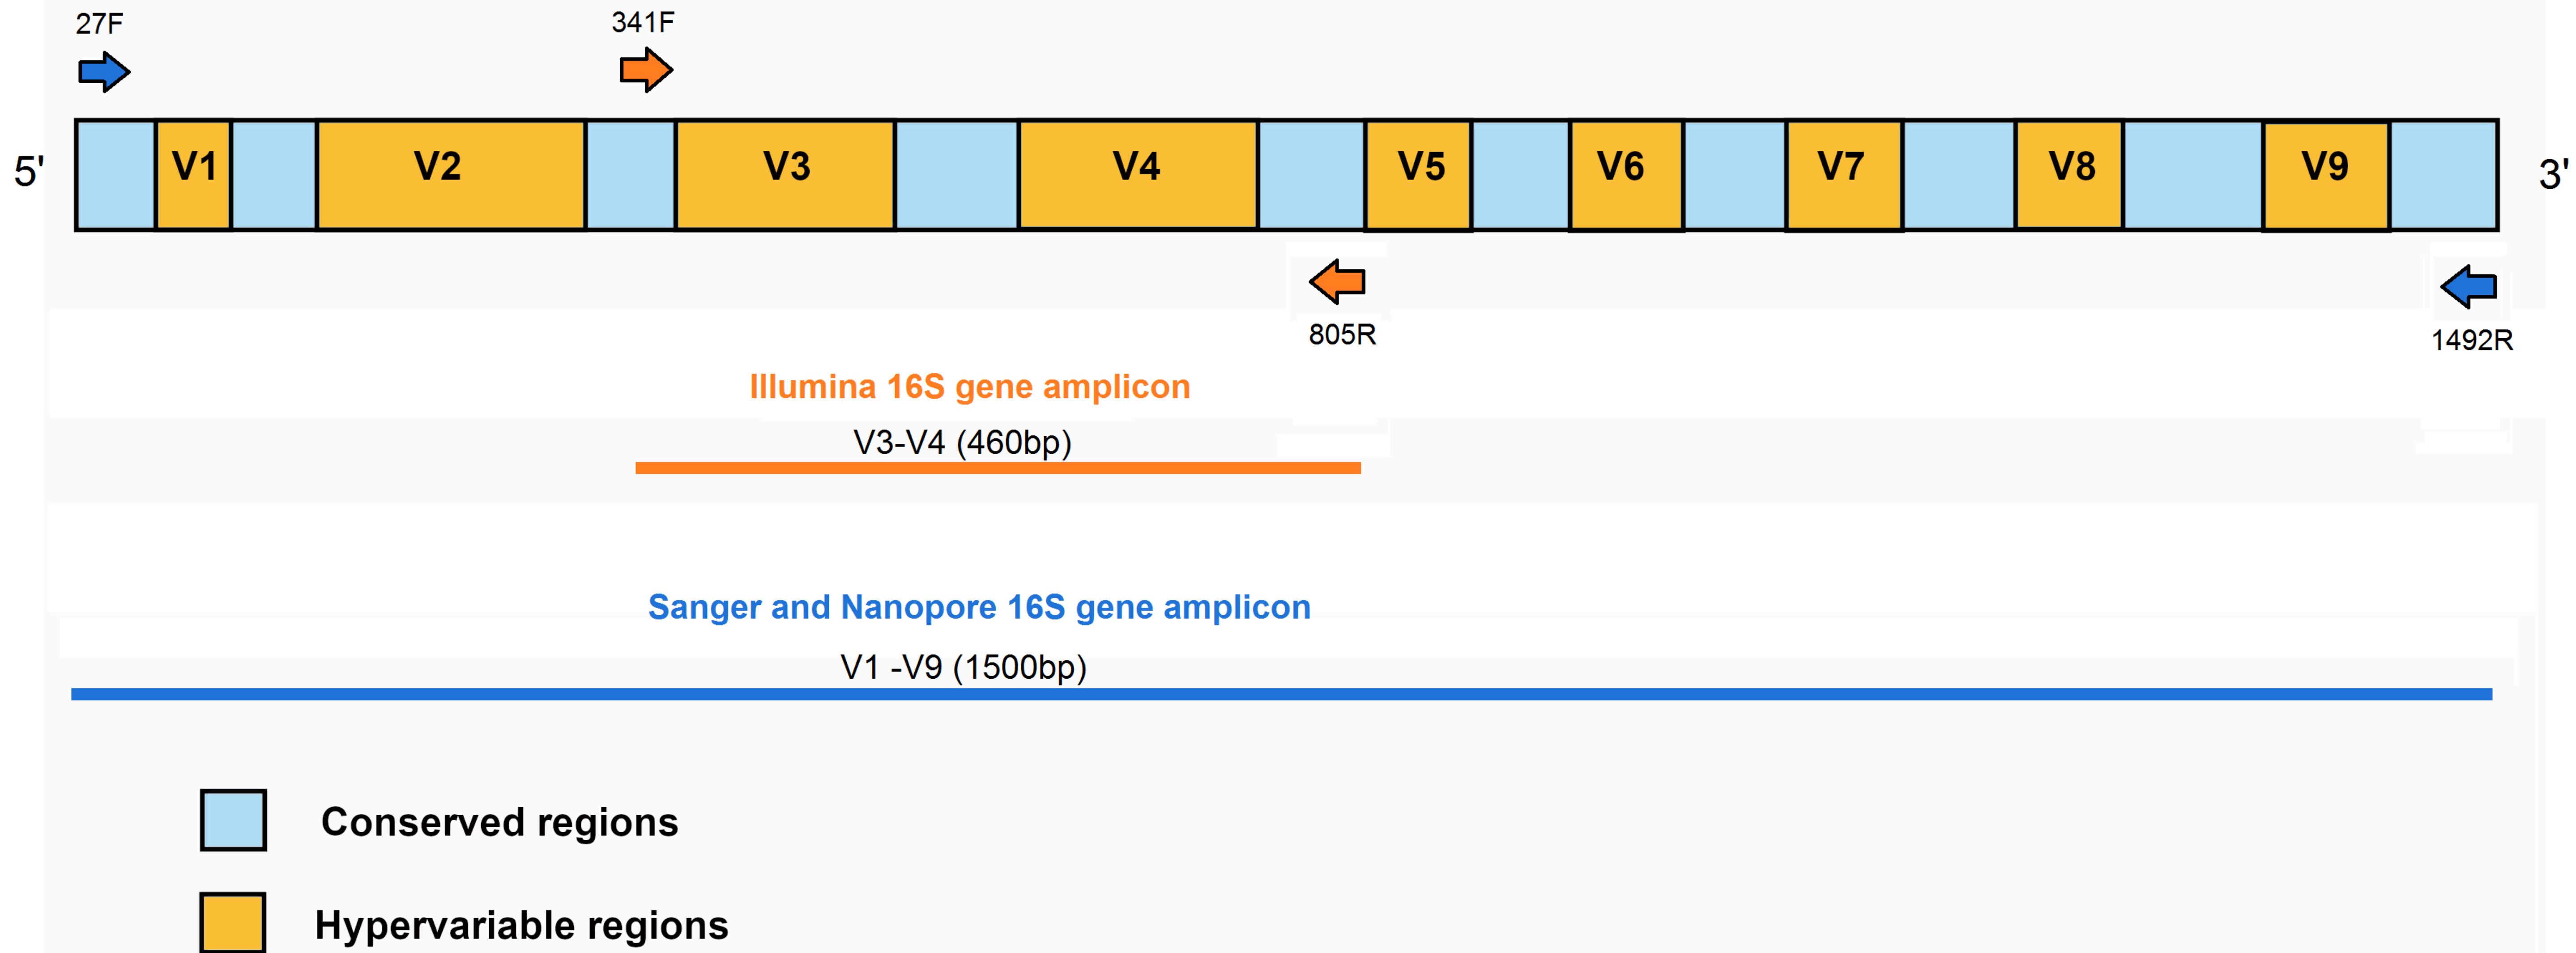 27F
341F
5'
V1
V2
V3
V4
V5
V6
V7
V8
V9
3'
805R
1492R
Illumina 16S gene amplicon
V3-V4 (460bp)
Sanger and Nanopore 16S gene amplicon
V1 -V9 (1500bp)
Conserved regions
Hypervariable regions